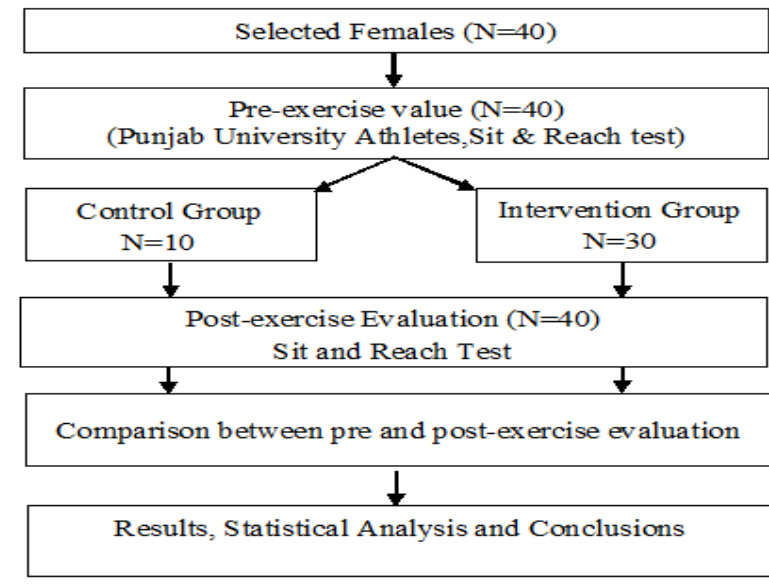 Selected Females (N=40)
Pre-exercise value (N=40)
(Punjab University Athletes,Sit & Reach test)
Control Group
N=10
Intervention Group
N=30
Post-exercise Evaluation (N=40)
Sit and Reach Test
Comparison between pre and post-exercise evaluation
Results, Statistical Analysis and Conclusions